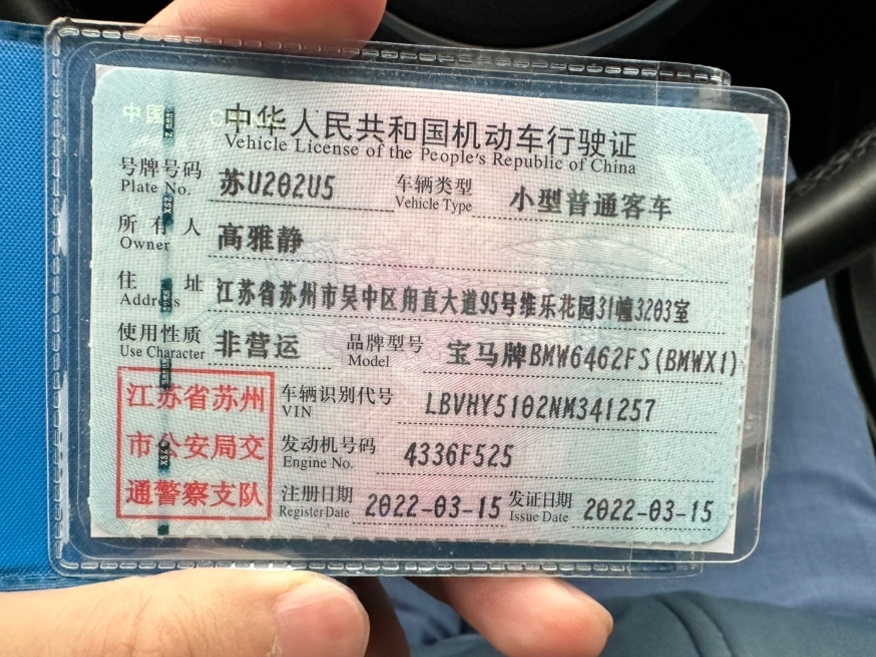 中国 CHINA
中华人民共和国机动车行驶证
Vehicle License of the People's Republic of China
号牌号码 苏U202U5 车辆类型 小型普通客车
Plate No. Vehicle Type
所有人 高雅静
Owner
住址 江苏省苏州市吴中区甪直大道95号维乐花园31幢3203室
Address
使用性质 非营运 品牌型号 宝马牌BMW6462FS(BMWX1)
Use Character Model
江苏省苏州
市公安局交
通警察支队
车辆识别代号 LBVHY5102NM341257
VIN
发动机号码 4336F525
Engine No.
注册日期 2022-03-15 发证日期 2022-03-15
Register Date Issue Date